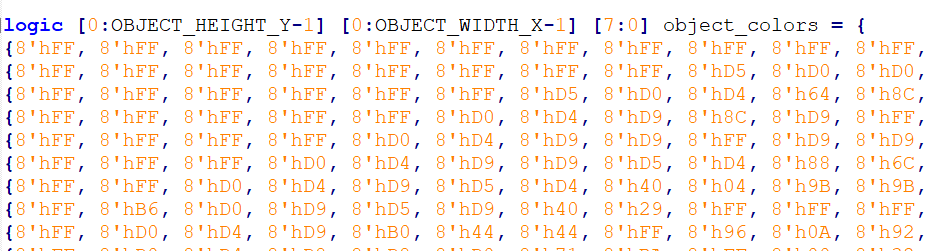 logic [0:OBJECT_HEIGHT_Y-1] [0:OBJECT_WIDTH_X-1] [7:0] object_colors = {
{8'hFF, 8'hFF, 8'hFF, 8'hFF, 8'hFF, 8'hFF, 8'hFF, 8'hFF, 8'hFF, 8'hFF,
{8'hFF, 8'hFF, 8'hFF, 8'hFF, 8'hFF, 8'hFF, 8'hFF, 8'hD5, 8'hD0, 8'hD0,
{8'hFF, 8'hFF, 8'hFF, 8'hFF, 8'hFF, 8'hD5, 8'hD0, 8'hD4, 8'h64, 8'h8C,
{8'hFF, 8'hFF, 8'hFF, 8'hFF, 8'hD0, 8'hD4, 8'hD9, 8'h8C, 8'hD9, 8'hFF,
{8'hFF, 8'hFF, 8'hFF, 8'hFF, 8'hD0, 8'hD4, 8'hD9, 8'hFF, 8'hD9, 8'hD9,
{8'hFF, 8'hFF, 8'hFF, 8'hD0, 8'hD4, 8'hD9, 8'hD9, 8'hD5, 8'hD4, 8'h88, 8'h6C,
{8'hFF, 8'hFF, 8'hD0, 8'hD4, 8'hD9, 8'hD5, 8'hD4, 8'h40, 8'h04, 8'h9B, 8'h9B,
{8'hFF, 8'hB6, 8'hD0, 8'hD9, 8'hD5, 8'hD9, 8'h40, 8'h29, 8'hFF, 8'hFF, 8'hFF,
{8'hFF, 8'hD0, 8'hD4, 8'hD9, 8'hB0, 8'h44, 8'h44, 8'hFF, 8'h96, 8'h0A, 8'h92,